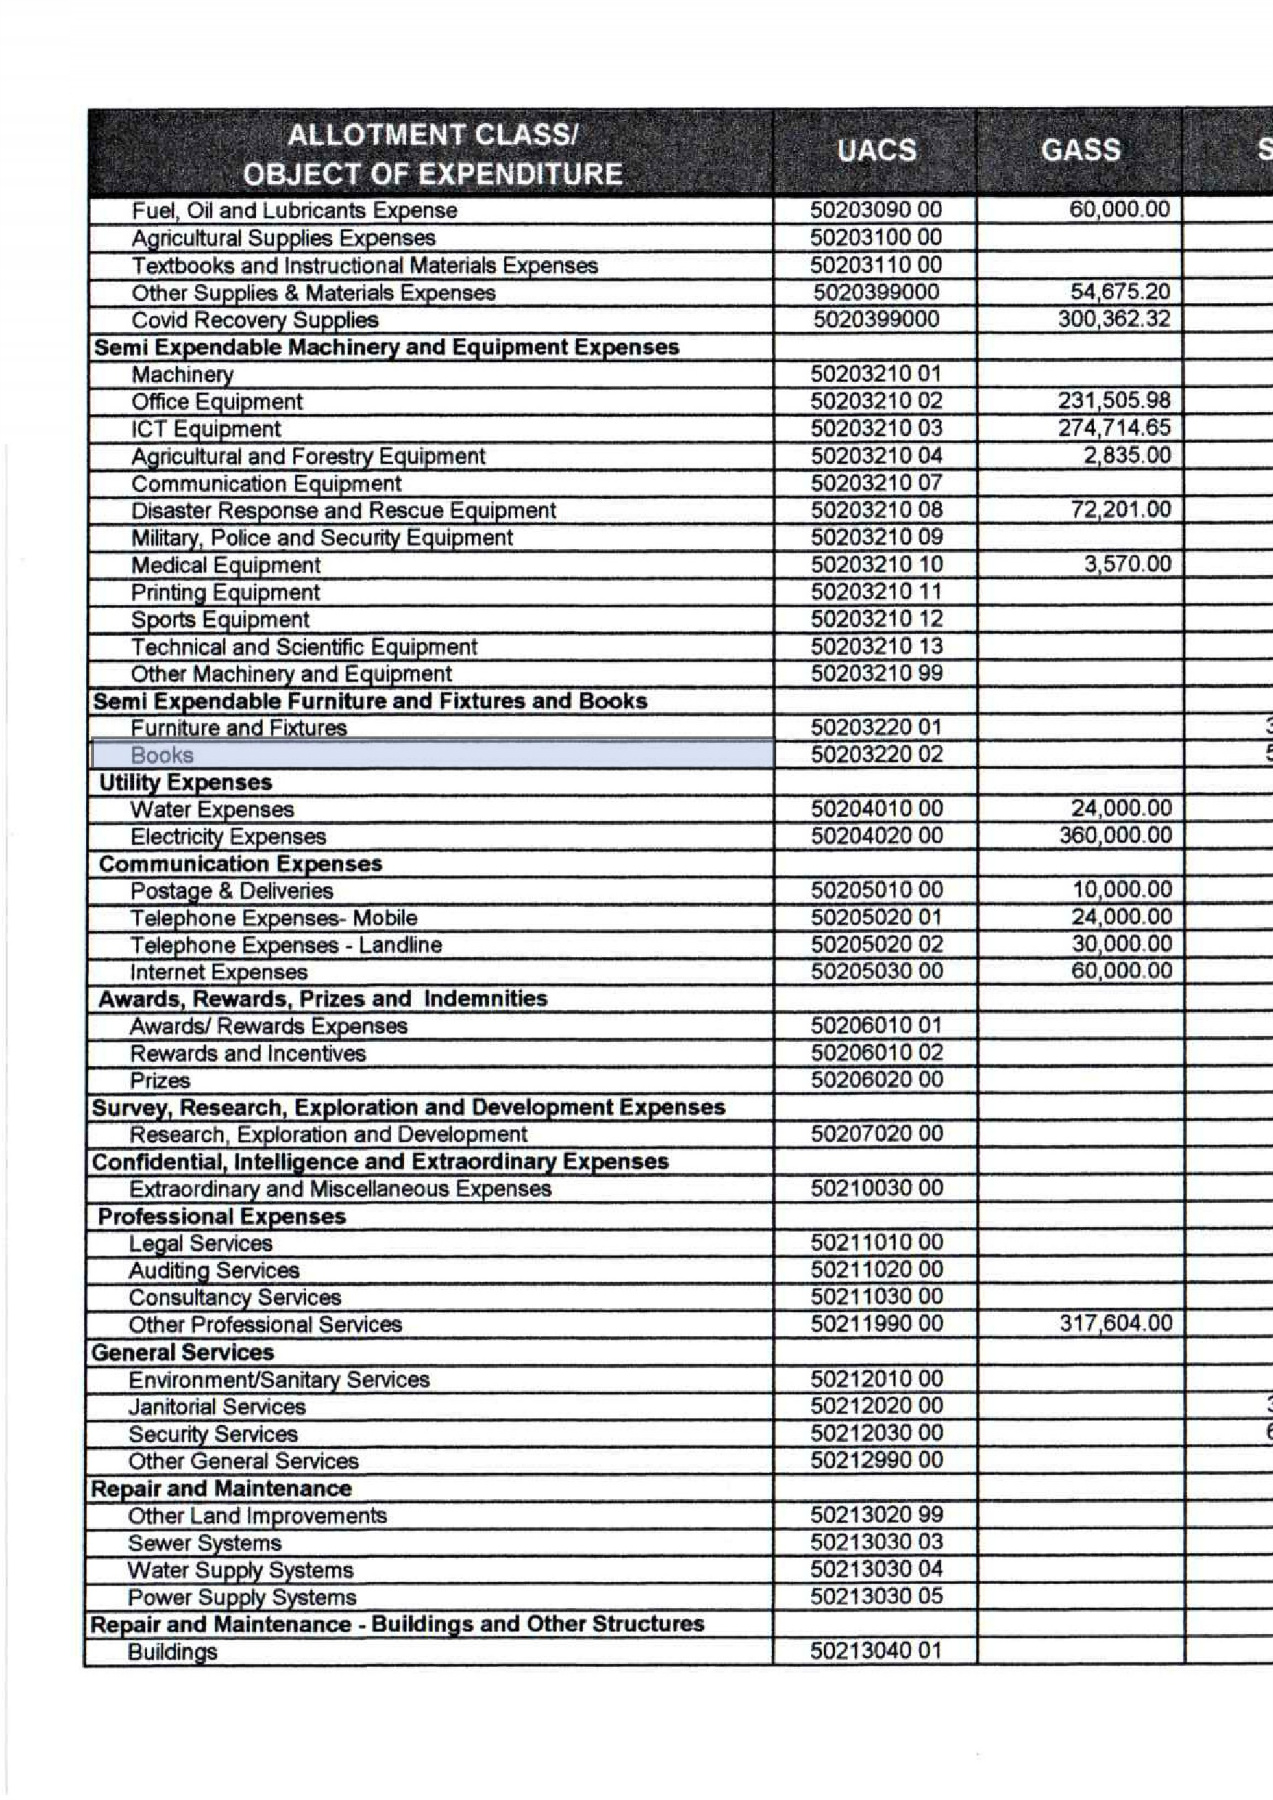 ALLOTMENT CLASS/
OBJECT OF EXPENDITURE UACS GASS S
Fuel, Oil and Lubricants Expense 50203090 00 60,000.00
Agricultural Supplies Expenses 50203100 00
Textbooks and Instructional Materials Expenses 50203110 00
Other Supplies & Materials Expenses 5020399000 54,675.20
Covid Recovery Supplies 5020399000 300,362.32
Semi Expendable Machinery and Equipment Expenses
Machinery 50203210 01
Office Equipment 50203210 02 231,505.98
ICT Equipment 50203210 03 274,714.65
Agricultural and Forestry Equipment 50203210 04 2,835.00
Communication Equipment 50203210 07
Disaster Response and Rescue Equipment 50203210 08 72,201.00
Military, Police and Security Equipment 50203210 09
Medical Equipment 50203210 10 3,570.00
Printing Equipment 50203210 11
Sports Equipment 50203210 12
Technical and Scientific Equipment 50203210 13
Other Machinery and Equipment 50203210 99
Semi Expendable Furniture and Fixtures and Books
Furniture and Fixtures 50203220 01
Books 50203220 02
Utility Expenses
Water Expenses 50204010 00 24,000.00
Electricity Expenses 50204020 00 360,000.00
Communication Expenses
Postage & Deliveries 50205010 00 10,000.00
Telephone Expenses- Mobile 50205020 01 24,000.00
Telephone Expenses - Landline 50205020 02 30,000.00
Internet Expenses 50205030 00 60,000.00
Awards, Rewards, Prizes and Indemnities
Awards/ Rewards Expenses 50206010 01
Rewards and Incentives 50206010 02
Prizes 50206020 00
Survey, Research, Exploration and Development Expenses
Research, Exploration and Development 50207020 00
Confidential, Intelligence and Extraordinary Expenses
Extraordinary and Miscellaneous Expenses 50210030 00
Professional Expenses
Legal Services 50211010 00
Auditing Services 50211020 00
Consultancy Services 50211030 00
Other Professional Services 50211990 00 317,604.00
General Services
Environment/Sanitary Services 50212010 00
Janitorial Services 50212020 00
Security Services 50212030 00
Other General Services 50212990 00
Repair and Maintenance
Other Land Improvements 50213020 99
Sewer Systems 50213030 03
Water Supply Systems 50213030 04
Power Supply Systems 50213030 05
Repair and Maintenance - Buildings and Other Structures
Buildings 50213040 01